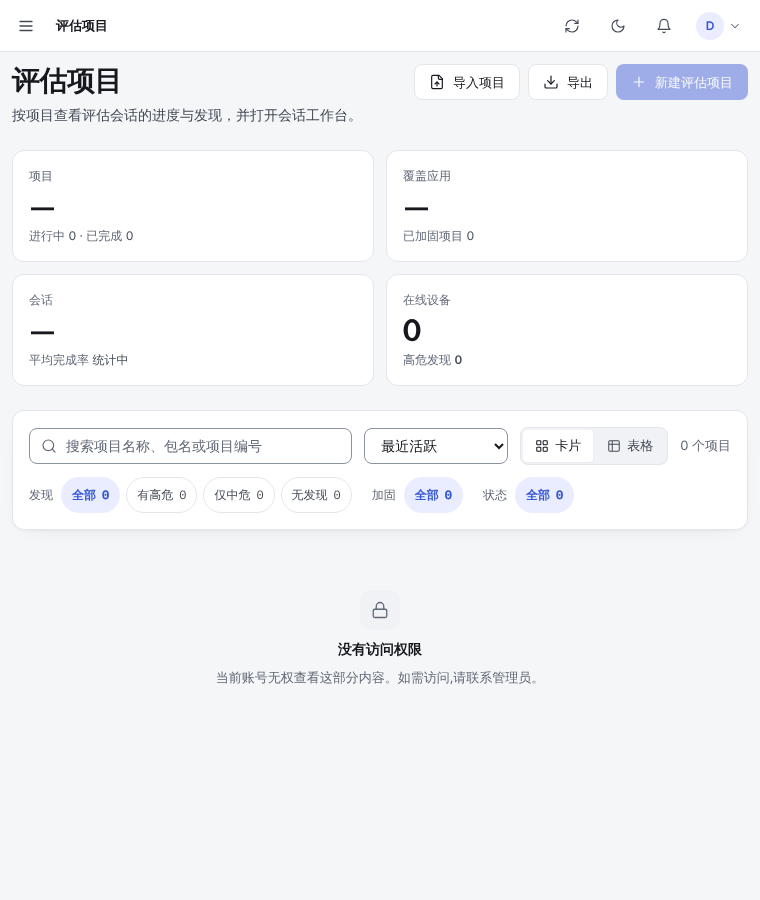 评估项目
D
评估项目
导入项目
导出
新建评估项目
按项目查看评估会话的进度与发现，并打开会话工作台。
项目
—
进行中 0 · 已完成 0
覆盖应用
—
已加固项目 0
会话
—
平均完成率 统计中
在线设备
0
高危发现 0
搜索项目名称、包名或项目编号
最近活跃
卡片
表格
0 个项目
发现 全部 0 有高危 0 仅中危 0 无发现 0 加固 全部 0 状态 全部 0
没有访问权限
当前账号无权查看这部分内容。如需访问,请联系管理员。